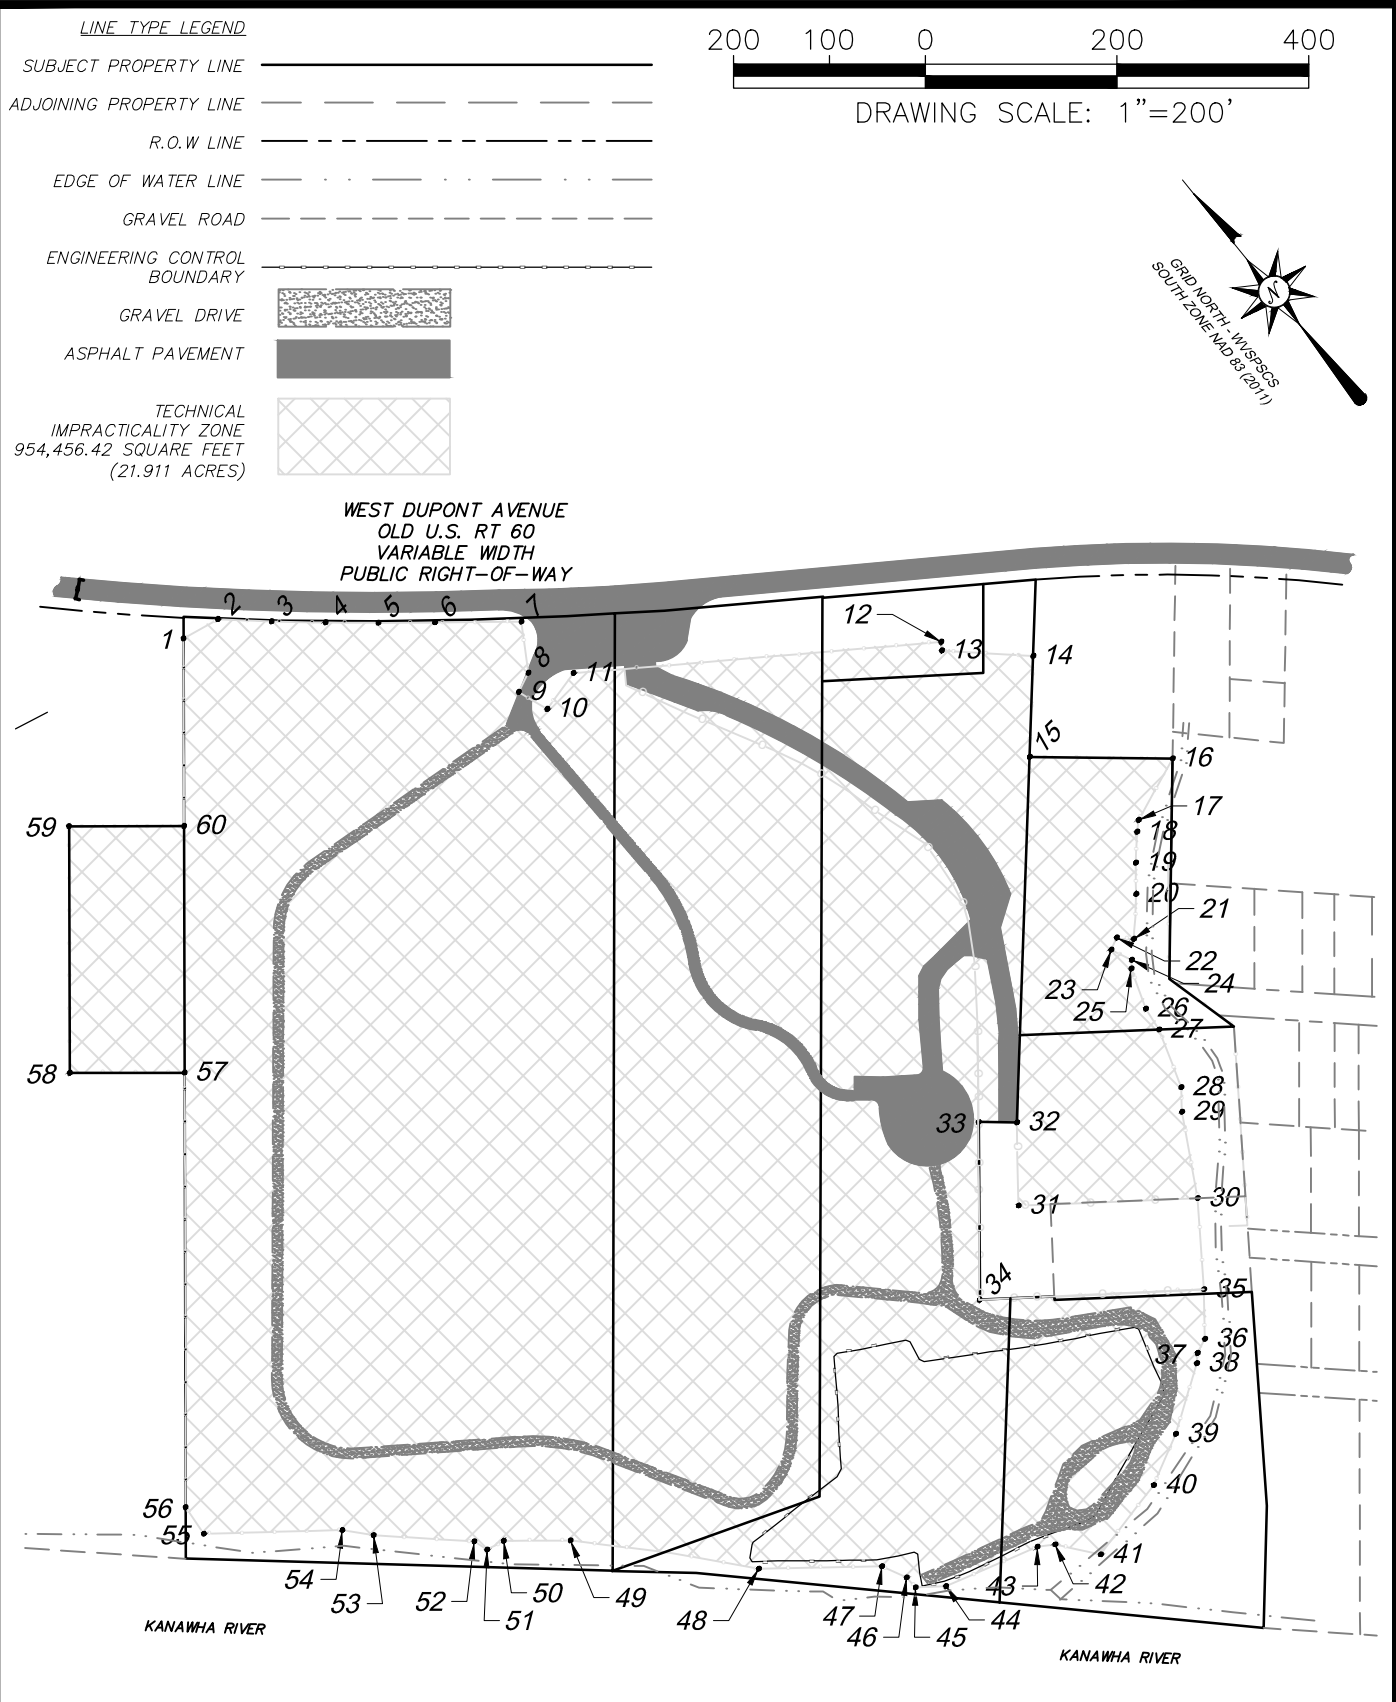 LINE TYPE LEGEND
SUBJECT PROPERTY LINE
ADJOINING PROPERTY LINE
R.O.W LINE
EDGE OF WATER LINE
GRAVEL ROAD
ENGINEERING CONTROL
BOUNDARY
GRAVEL DRIVE
ASPHALT PAVEMENT
TECHNICAL
IMPRACTICALITY ZONE
954,456.42 SQUARE FEET
(21.911 ACRES)
200 100 0 200 400
DRAWING SCALE: 1"=200'
N
GRID NORTH - WVSPSCS
SOUTH ZONE NAD 83 (2011)
WEST DUPONT AVENUE
OLD U.S. RT 60
VARIABLE WIDTH
PUBLIC RIGHT-OF-WAY
1
2
3
4
5
6
7
8
9
10
11
12
13
14
15
16
17
18
19
20
21
22
23
24
25
26
27
28
29
30
31
32
33
34
35
36
37
38
39
40
41
42
43
44
45
46
47
48
49
50
51
52
53
54
55
56
57
58
59
60
KANAWHA RIVER
KANAWHA RIVER